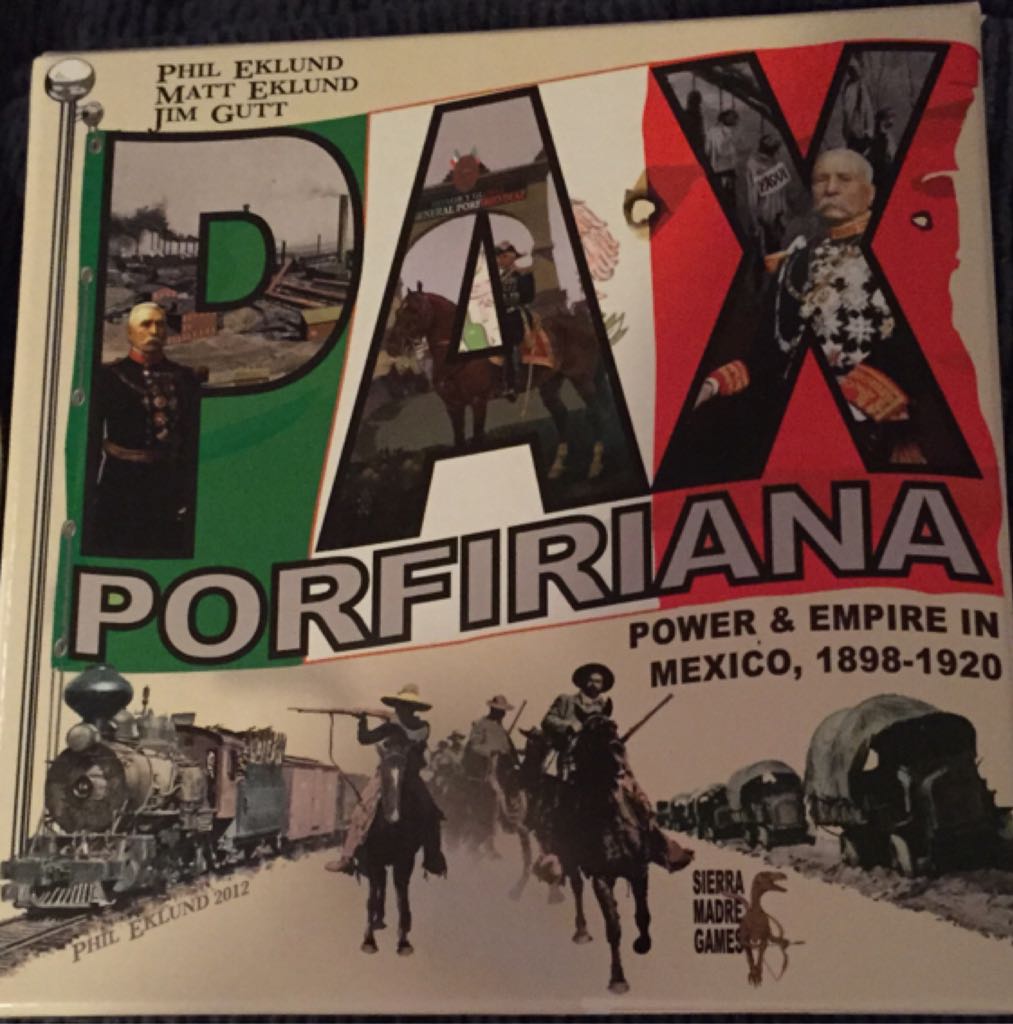 PHIL EKLUND
MATT EKLUND
JIM GUTT
PAX
PORFIRIANA
POWER & EMPIRE IN
MEXICO, 1898-1920
SIERRA
MADRE
GAMES
PHIL EKLUND 2012